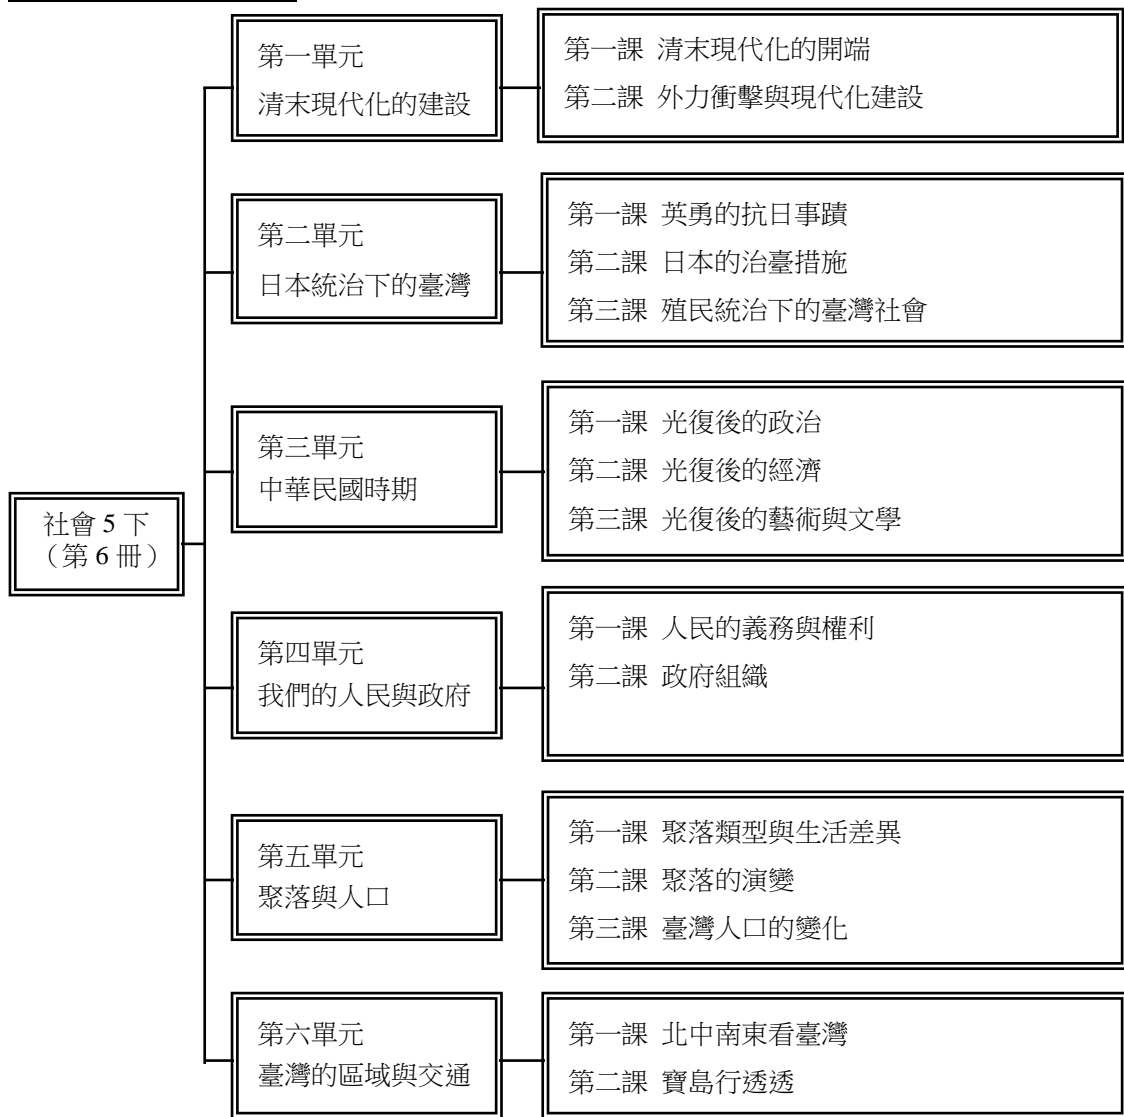 第一單元
清末現代化的建設
第一課 清末現代化的開端
第二課 外力衝擊與現代化建設
第二單元
日本統治下的臺灣
第一課 英勇的抗日事蹟
第二課 日本的治臺措施
第三課 殖民統治下的臺灣社會
第三單元
中華民國時期
第一課 光復後的政治
第二課 光復後的經濟
第三課 光復後的藝術與文學
社會 5 下
（第 6 冊）
第四單元
我們的人民與政府
第一課 人民的義務與權利
第二課 政府組織
第五單元
聚落與人口
第一課 聚落類型與生活差異
第二課 聚落的演變
第三課 臺灣人口的變化
第六單元
臺灣的區域與交通
第一課 北中南東看臺灣
第二課 寶島行透透